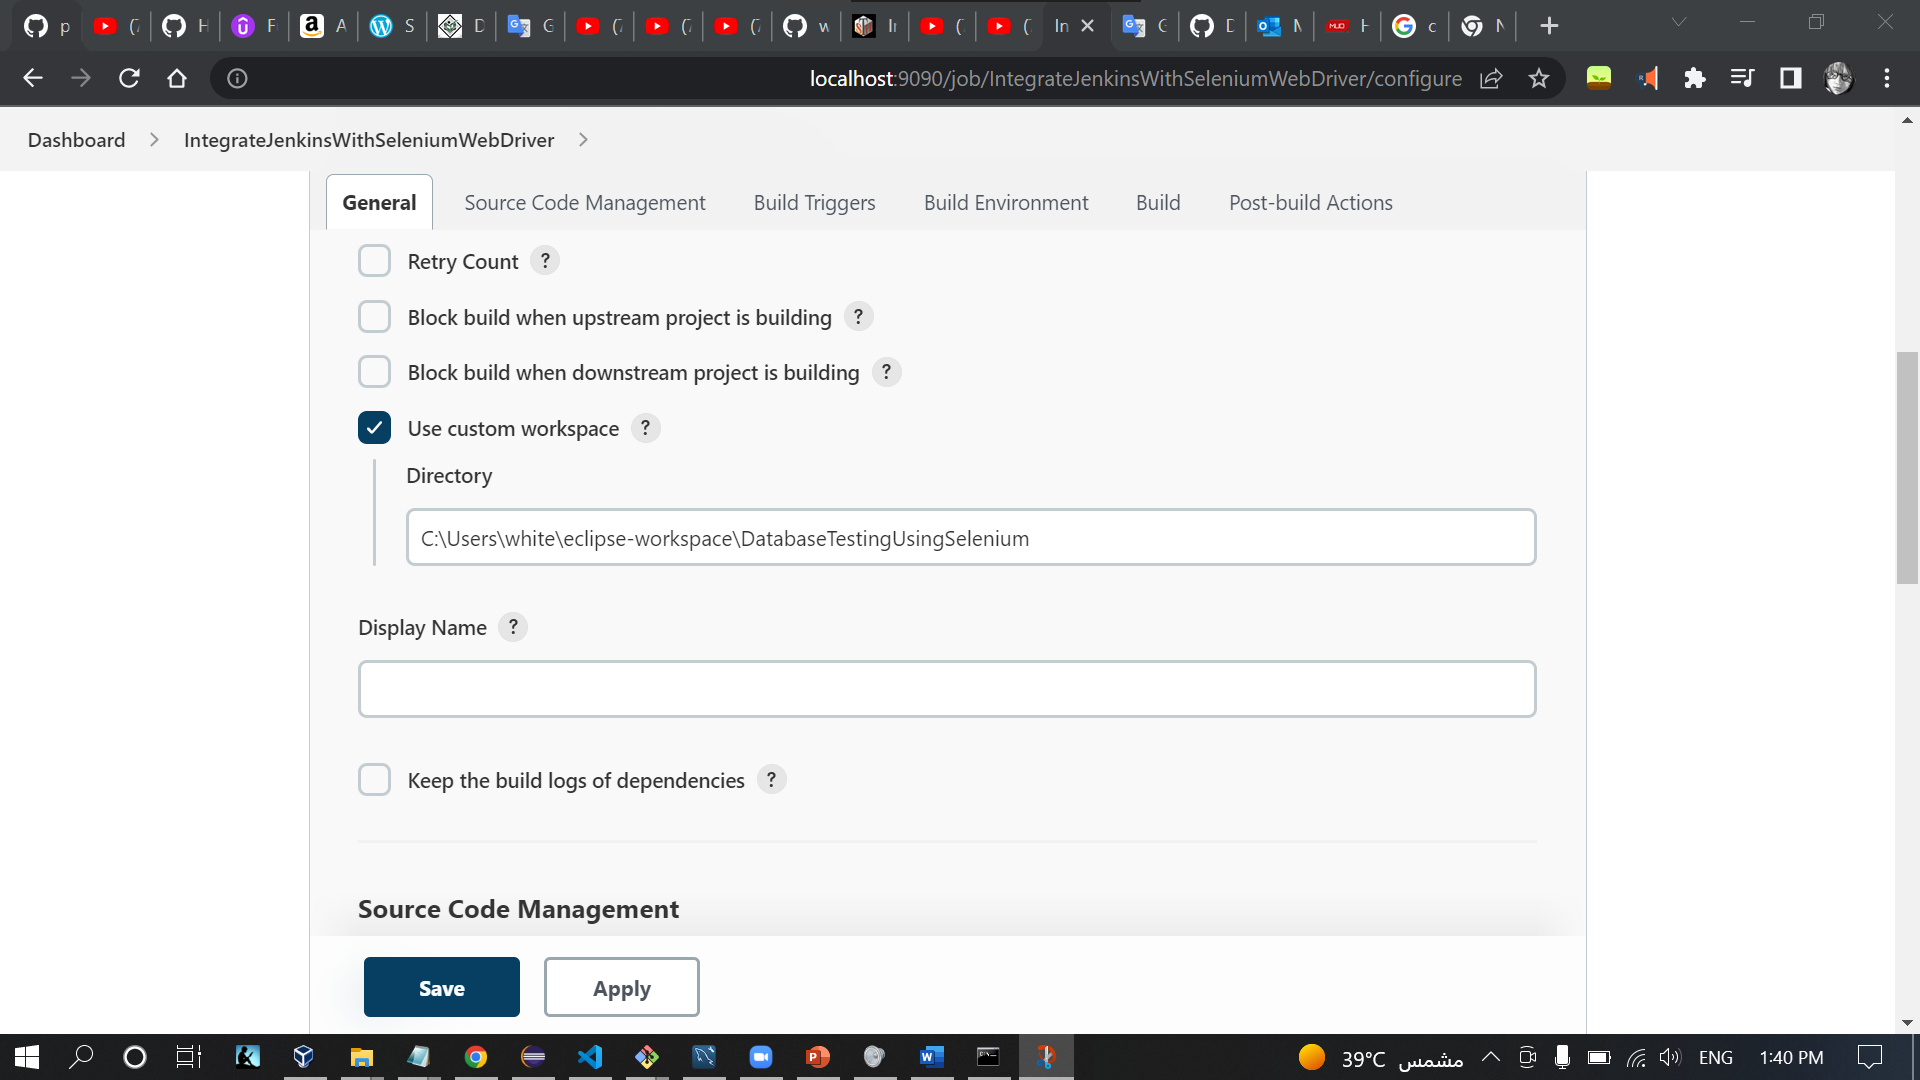 localhost:9090/job/IntegrateJenkinsWithSeleniumWebDriver/configure
Dashboard IntegrateJenkinsWithSeleniumWebDriver
General Source Code Management Build Triggers Build Environment Build Post-build Actions
Retry Count ?
Block build when upstream project is building ?
Block build when downstream project is building ?
Use custom workspace ?
Directory
C:\Users\white\eclipse-workspace\DatabaseTestingUsingSelenium
Display Name ?
Keep the build logs of dependencies ?
Source Code Management
Save Apply
39°C مشمس ENG 1:40 PM